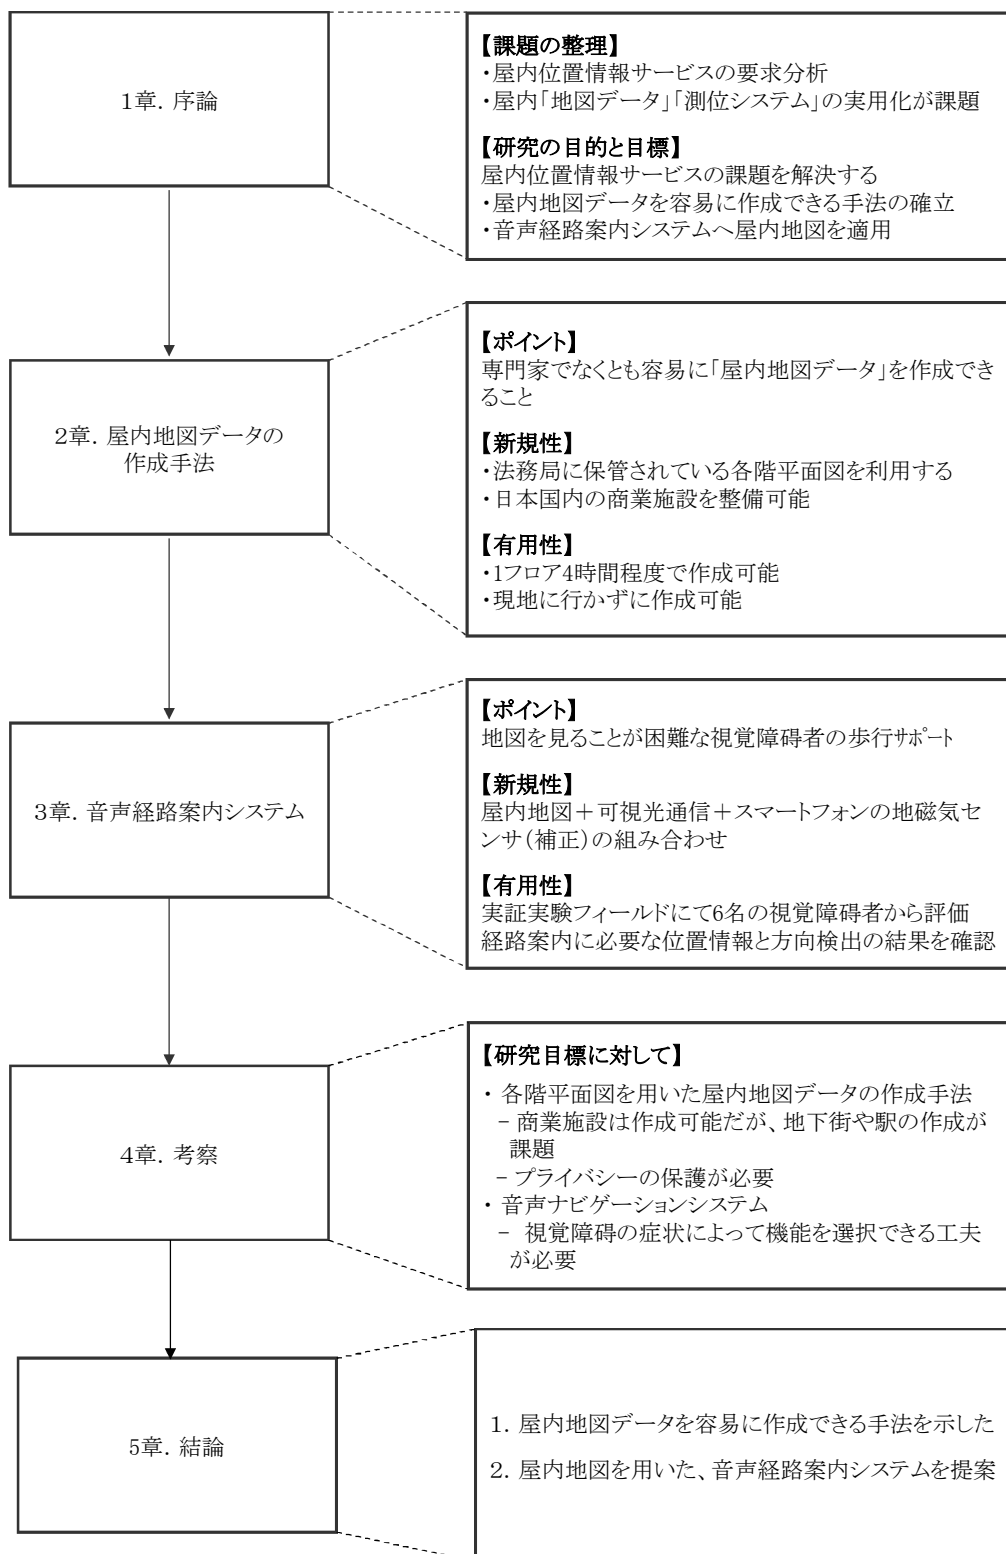 1章. 序論
【課題の整理】
・屋内位置情報サービスの要求分析
・屋内「地図データ」「測位システム」の実用化が課題
【研究の目的と目標】
屋内位置情報サービスの課題を解決する
・屋内地図データを容易に作成できる手法の確立
・音声経路案内システムへ屋内地図を適用
2章. 屋内地図データの
作成手法
【ポイント】
専門家でなくとも容易に「屋内地図データ」を作成でき
ること
【新規性】
・法務局に保管されている各階平面図を利用する
・日本国内の商業施設を整備可能
【有用性】
・1フロア4時間程度で作成可能
・現地に行かずに作成可能
3章. 音声経路案内システム
【ポイント】
地図を見ることが困難な視覚障碍者の歩行ｻﾎﾟｰﾄ
【新規性】
屋内地図＋可視光通信＋スマートフォンの地磁気セ
ンサ(補正)の組み合わせ
【有用性】
実証実験フィールドにて6名の視覚障碍者から評価
経路案内に必要な位置情報と方向検出の結果を確認
4章. 考察
【研究目標に対して】
・ 各階平面図を用いた屋内地図データの作成手法
− 商業施設は作成可能だが、地下街や駅の作成が
課題
− プライバシーの保護が必要
・ 音声ナビゲーションシステム
− 視覚障碍の症状によって機能を選択できる工夫
が必要
5章. 結論
1. 屋内地図データを容易に作成できる手法を示した
2. 屋内地図を用いた、音声経路案内システムを提案